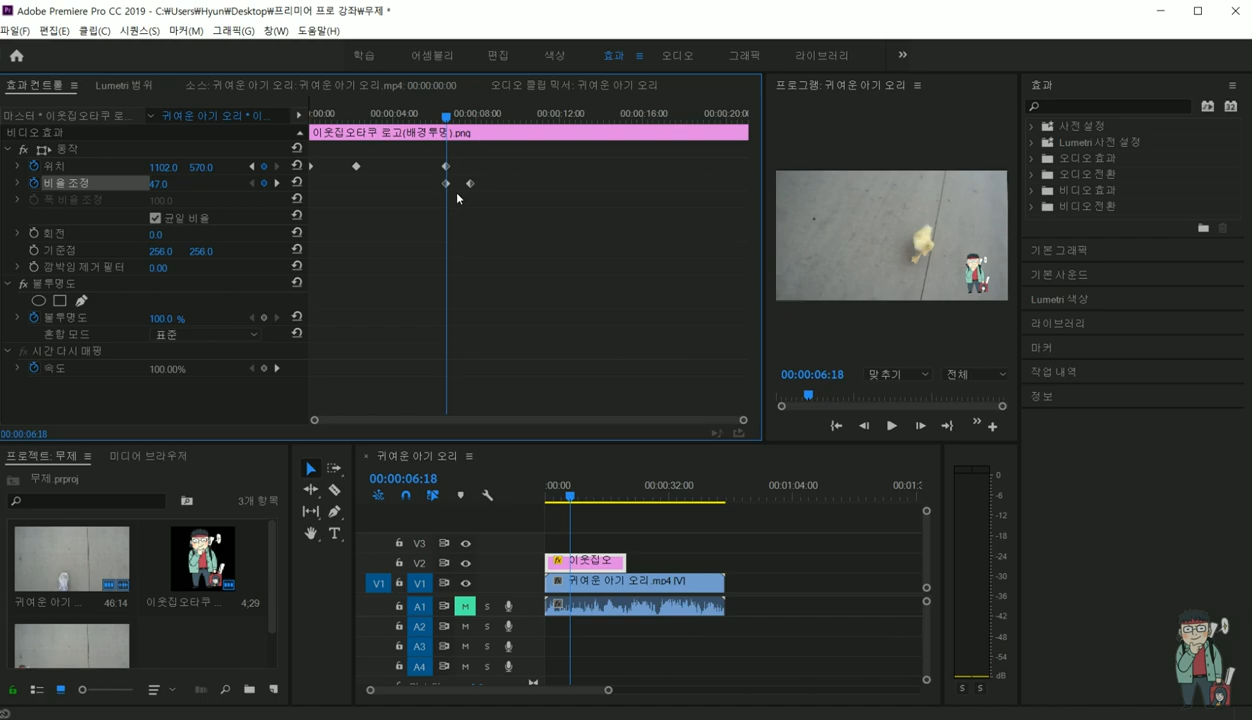 Adobe Premiere Pro CC 2019 - C:₩Users₩Hyun₩Desktop₩프리미어 프로 강좌₩무제 *
파일(F) 편집(E) 클립(C) 시퀀스(S) 마커(M) 그래픽(G) 창(W) 도움말(H)
학습 어셈블리 편집 색상 효과 오디오 그래픽 라이브러리
효과 컨트롤 Lumetri 범위 소스: 귀여운 아기 오리: 귀여운 아기 오리.mp4: 00:00:00:00 오디오 클립 믹서: 귀여운 아기 오리
마스터 * 이웃집오타쿠 로... 귀여운 아기 오리 * 이...
:00:00 00:00:04:00 00:00:08:00 00:00:12:00 00:00:16:00 00:00:20:0
비디오 효과
이웃집오타쿠 로고(배경투명).png
fx 동작
위치 1102.0 570.0
비율 조정 47.0
폭 비율 조정 100.0
균일 비율
회전 0.0
기준점 256.0 256.0
깜박임 제거 필터 0.00
fx 불투명도
불투명도 100.0 %
혼합 모드 표준
fx 시간 다시 매핑
속도 100.00%
00:00:06:18
프로그램: 귀여운 아기 오리
00:00:06:18 맞추기 전체
효과
사전 설정
Lumetri 사전 설정
오디오 효과
오디오 전환
비디오 효과
비디오 전환
기본 그래픽
기본 사운드
Lumetri 색상
라이브러리
마커
작업 내역
정보
프로젝트: 무제 미디어 브라우저
무제.prproj
3개 항목
귀여운 아기 ... 46:14
이웃집오타쿠 ... 4;29
귀여운 아기 오리
00:00:06:18
:00:00 00:00:32:00 00:01:04:00 00:01:3
V3
V2 fx 이웃집오
V1 V1 fx 귀여운 아기 오리.mp4 [V]
A1 M S
A2 M S
A3 M S
A4 M S
0
-6
-12
-18
-24
-30
-36
-42
-48
-54
dB
S S